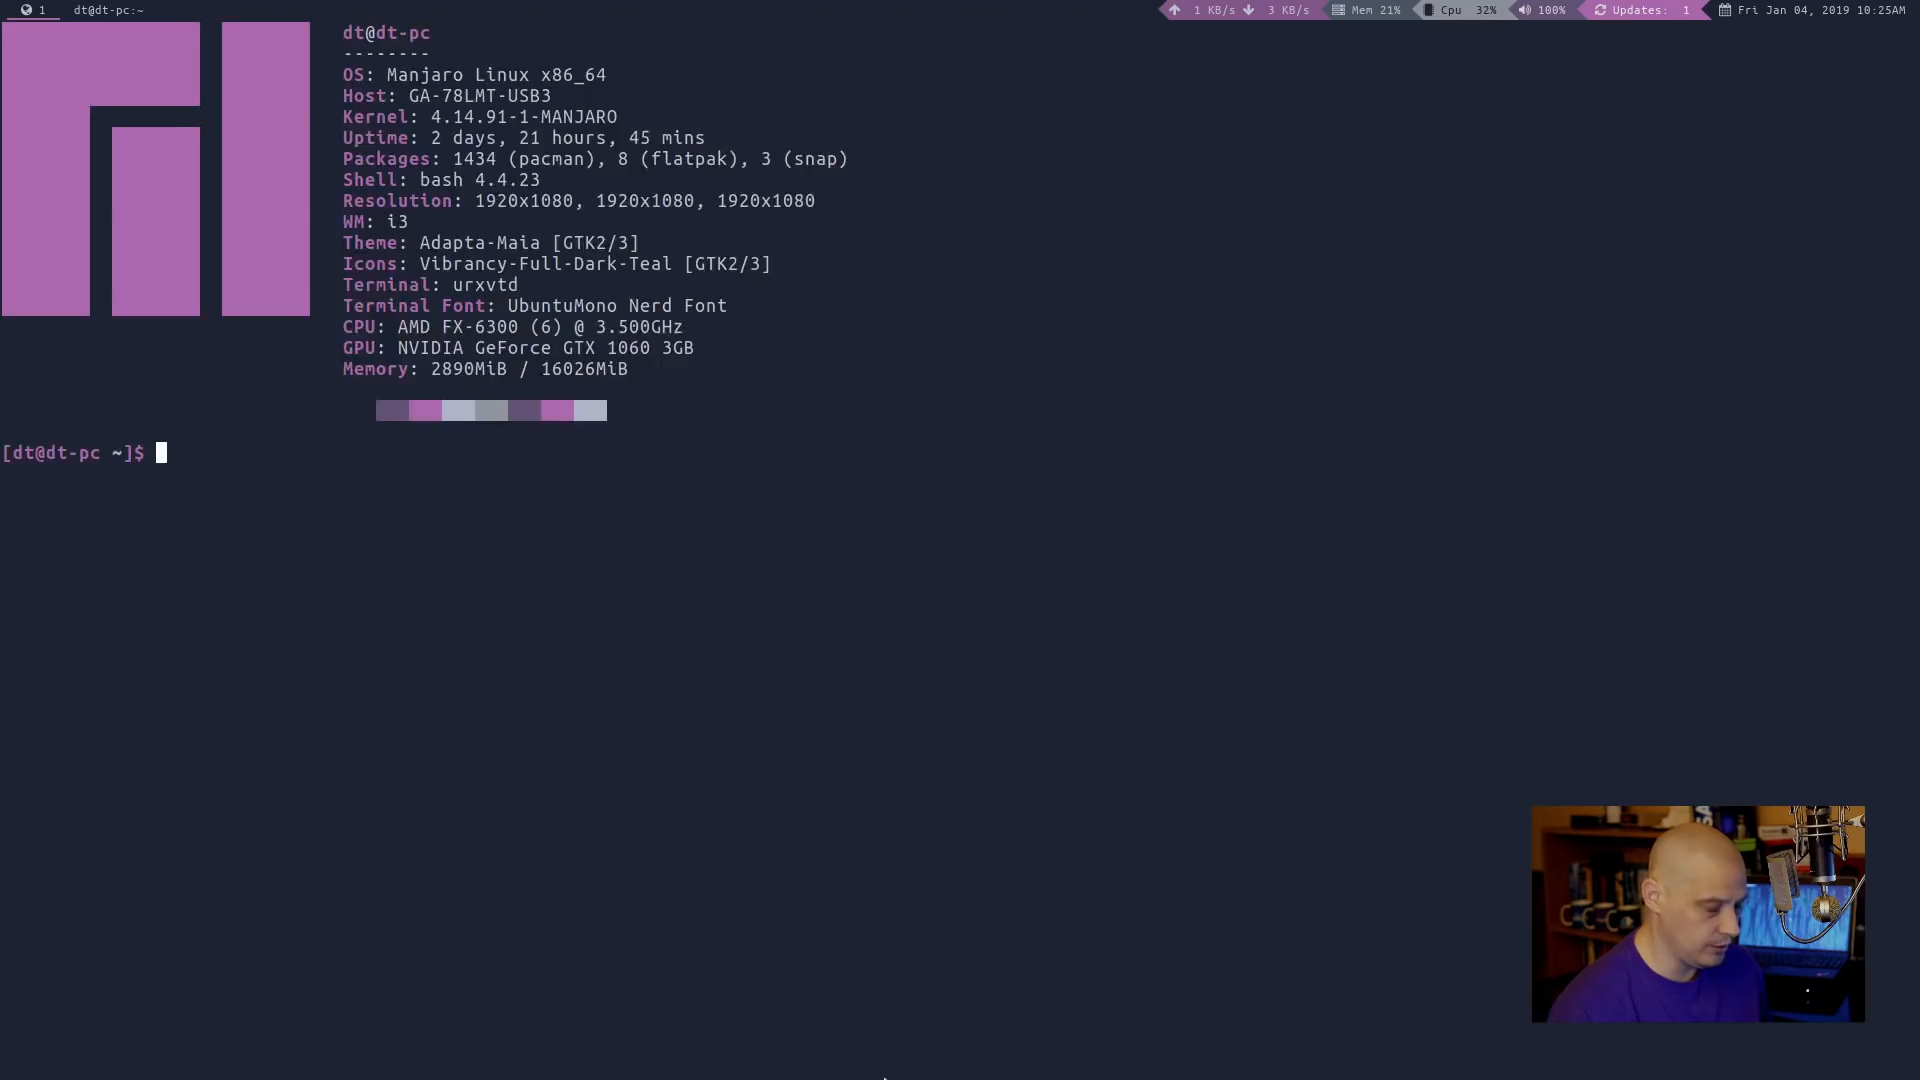 1 dt@dt-pc:~ 1 KB/s 3 KB/s Mem 21% Cpu 32% 100% Updates: 1 Fri Jan 04, 2019 10:25AM
dt@dt-pc
--------
OS: Manjaro Linux x86_64
Host: GA-78LMT-USB3
Kernel: 4.14.91-1-MANJARO
Uptime: 2 days, 21 hours, 45 mins
Packages: 1434 (pacman), 8 (flatpak), 3 (snap)
Shell: bash 4.4.23
Resolution: 1920x1080, 1920x1080, 1920x1080
WM: i3
Theme: Adapta-Maia [GTK2/3]
Icons: Vibrancy-Full-Dark-Teal [GTK2/3]
Terminal: urxvtd
Terminal Font: UbuntuMono Nerd Font
CPU: AMD FX-6300 (6) @ 3.500GHz
GPU: NVIDIA GeForce GTX 1060 3GB
Memory: 2890MiB / 16026MiB
[dt@dt-pc ~]$